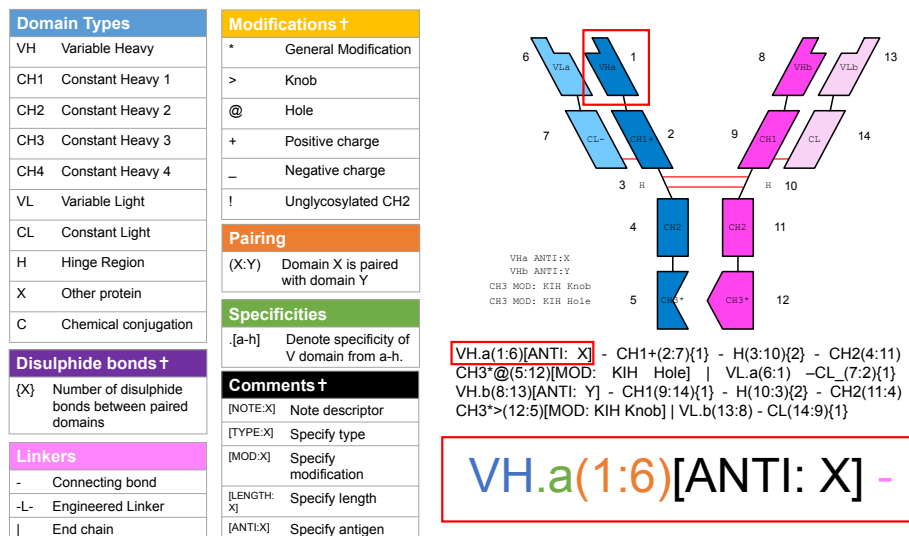 Domain Types
VH Variable Heavy
CH1 Constant Heavy 1
CH2 Constant Heavy 2
CH3 Constant Heavy 3
CH4 Constant Heavy 4
VL Variable Light
CL Constant Light
H Hinge Region
X Other protein
C Chemical conjugation
Disulphide bonds†
{X} Number of disulphide
bonds between paired
domains
Linkers
- Connecting bond
-L- Engineered Linker
| End chain
Modifications†
* General Modification
> Knob
@ Hole
+ Positive charge
_ Negative charge
! Unglycosylated CH2
Pairing
(X:Y) Domain X is paired
with domain Y
Specificities
.[a-h] Denote specificity of
V domain from a-h.
Comments†
[NOTE:X] Note descriptor
[TYPE:X] Specify type
[MOD:X] Specify
modification
[LENGTH:
X] Specify length
[ANTI:X] Specify antigen
6 VLa VHa 1 8 VHb VLb 13
7 CL- CH1+ 2 9 CH1 CL 14
3 H H 10
4 CH2 CH2 11
VHa ANTI:X
VHb ANTI:Y
CH3 MOD: KIH Knob
CH3 MOD: KIH Hole
5 CH3* CH3* 12
VH.a(1:6)[ANTI: X] - CH1+(2:7){1} - H(3:10){2} - CH2(4:11)
CH3*@(5:12)[MOD: KIH Hole] | VL.a(6:1) –CL_(7:2){1}
VH.b(8:13)[ANTI: Y] - CH1(9:14){1} - H(10:3){2} - CH2(11:4)
CH3*>(12:5)[MOD: KIH Knob] | VL.b(13:8) - CL(14:9){1}
VH.a(1:6)[ANTI: X] -